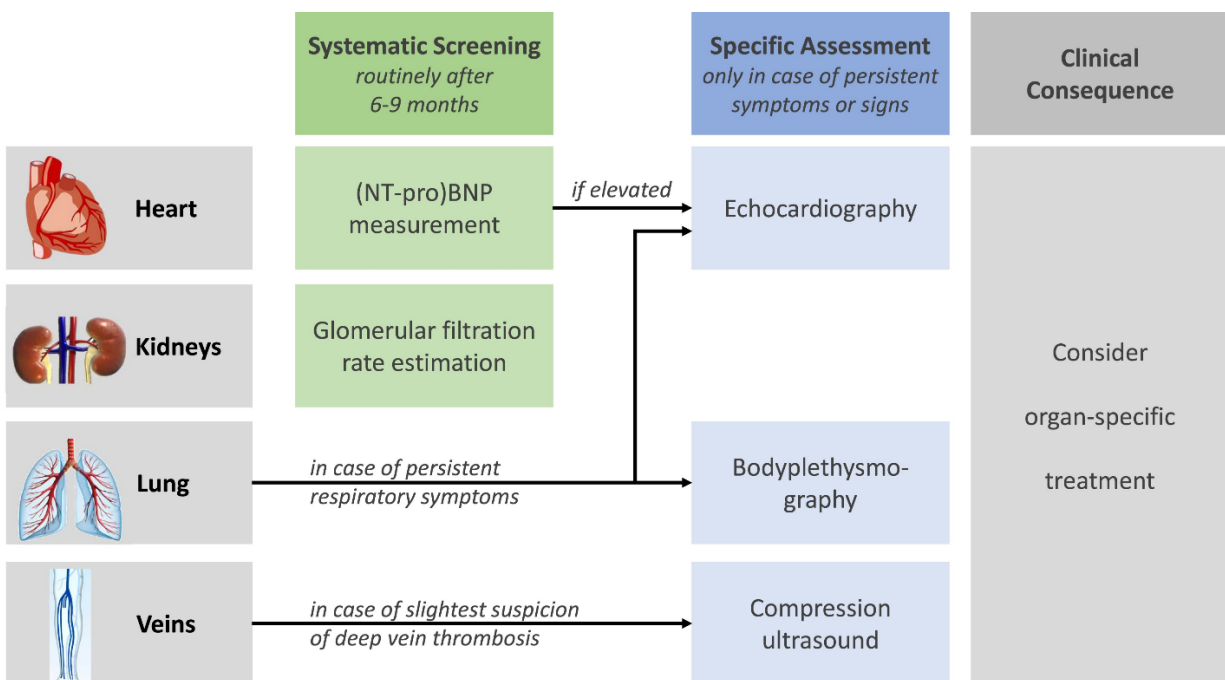 Systematic Screening
routinely after
6-9 months
Specific Assessment
only in case of persistent
symptoms or signs
Clinical
Consequence
Heart
(NT-pro)BNP
measurement
if elevated
Echocardiography
Kidneys
Glomerular filtration
rate estimation
Lung
in case of persistent
respiratory symptoms
Bodyplethysmo-
graphy
Veins
in case of slightest suspicion
of deep vein thrombosis
Compression
ultrasound
Consider
organ-specific
treatment